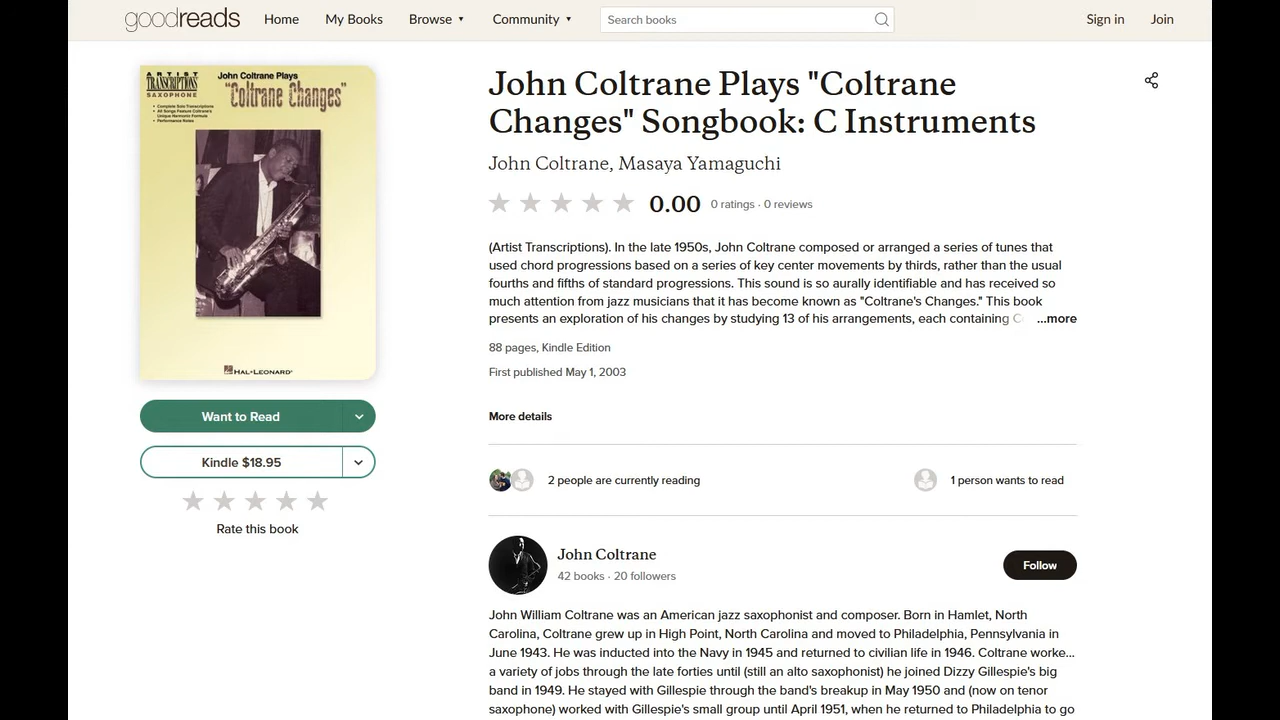 goodreads Home My Books Browse ▼ Community ▼ Search books Sign in Join
ARTIST
TRANSCRIPTIONS
SAXOPHONE
John Coltrane Plays
"Coltrane Changes"
• Complete Solo Transcriptions
• All Songs Feature Coltrane's
Unique Harmonic Formula
• Performance Notes
HAL•LEONARD®
Want to Read
Kindle $18.95
Rate this book
John Coltrane Plays "Coltrane
Changes" Songbook: C Instruments
John Coltrane, Masaya Yamaguchi
0.00 0 ratings · 0 reviews
(Artist Transcriptions). In the late 1950s, John Coltrane composed or arranged a series of tunes that
used chord progressions based on a series of key center movements by thirds, rather than the usual
fourths and fifths of standard progressions. This sound is so aurally identifiable and has received so
much attention from jazz musicians that it has become known as "Coltrane's Changes." This book
presents an exploration of his changes by studying 13 of his arrangements, each containing ...more
88 pages, Kindle Edition
First published May 1, 2003
More details
2 people are currently reading 1 person wants to read
John Coltrane
42 books · 20 followers
Follow
John William Coltrane was an American jazz saxophonist and composer. Born in Hamlet, North
Carolina, Coltrane grew up in High Point, North Carolina and moved to Philadelphia, Pennsylvania in
June 1943. He was inducted into the Navy in 1945 and returned to civilian life in 1946. Coltrane worke...
a variety of jobs through the late forties until (still an alto saxophonist) he joined Dizzy Gillespie's big
band in 1949. He stayed with Gillespie through the band's breakup in May 1950 and (now on tenor
saxophone) worked with Gillespie's small group until April 1951, when he returned to Philadelphia to go